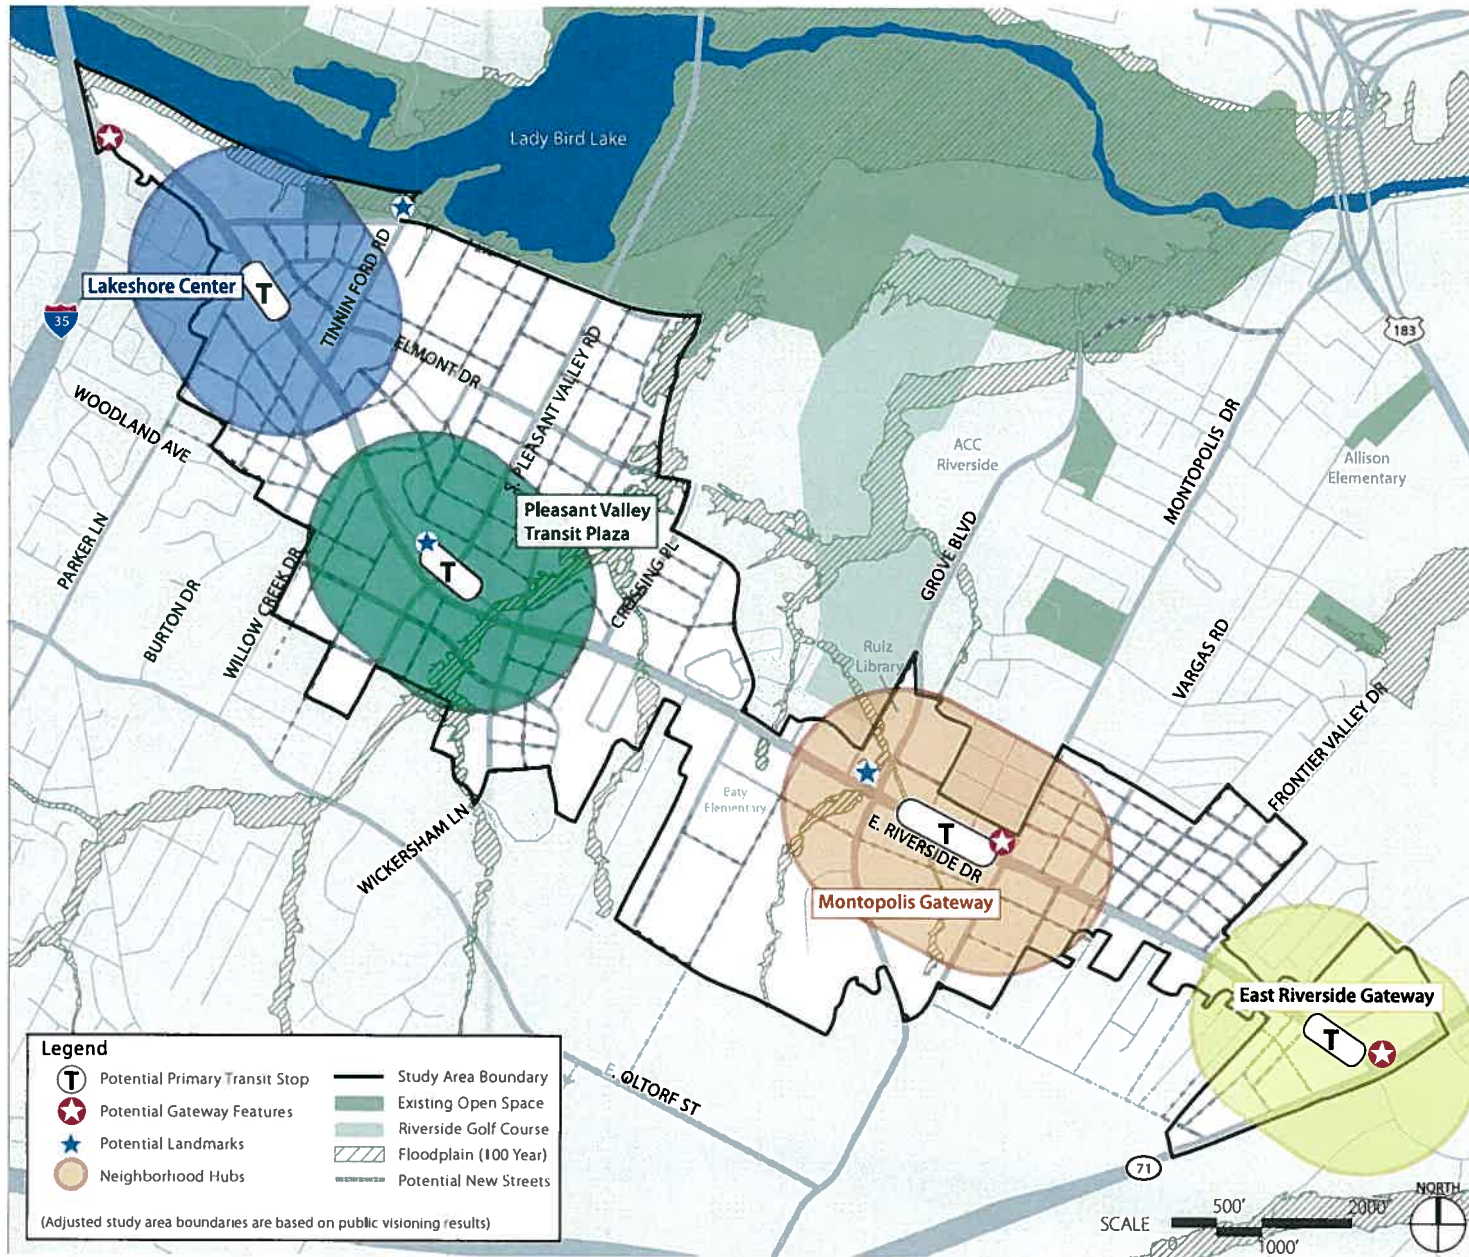 Lady Bird Lake
Lakeshore Center
T
TINNIN FORD RD
35
183
ELMONT DR
S. PLEASANT VALLEY RD
WOODLAND AVE
PARKER LN
BURTON DR
WILLOW CREEK DR
Pleasant Valley
Transit Plaza
T
CROSSING PL
ACC
Riverside
GROVE BLVD
MONTOPOLIS DR
Allison
Elementary
Ruiz
Library
VARGAS RD
FRONTIER VALLEY DR
Baty
Elementary
WICKERSHAM LN
T
E. RIVERSIDE DR
Montopolis Gateway
East Riverside Gateway
T
E. OLTORF ST
71
Legend
T Potential Primary Transit Stop
Potential Gateway Features
Potential Landmarks
Neighborhood Hubs
Study Area Boundary
Existing Open Space
Riverside Golf Course
Floodplain (100 Year)
Potential New Streets
(Adjusted study area boundaries are based on public visioning results)
SCALE
0
500'
1000'
2000'
NORTH